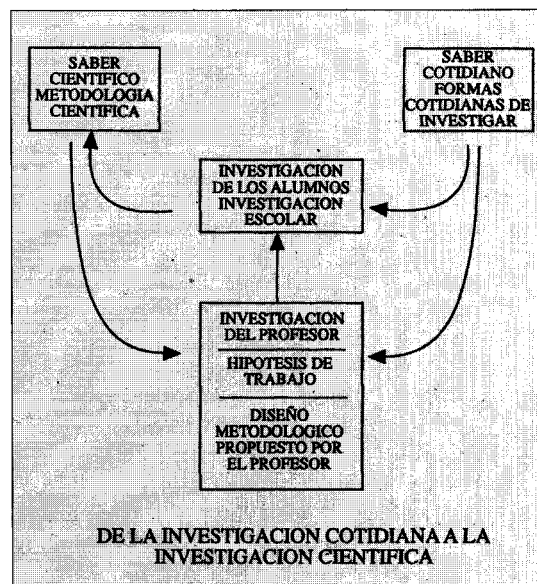 SABER
CIENTIFICO
METODOLOGIA
CIENTIFICA
SABER
COTIDIANO
FORMAS
COTIDIANAS DE
INVESTIGAR
INVESTIGACION
DE LOS ALUMNOS
INVESTIGACION
ESCOLAR
INVESTIGACION
DEL PROFESOR
HIPOTESIS DE
TRABAJO
DISEÑO
METODOLOGICO
PROPUESTO POR
EL PROFESOR
DE LA INVESTIGACION COTIDIANA A LA
INVESTIGACION CIENTIFICA